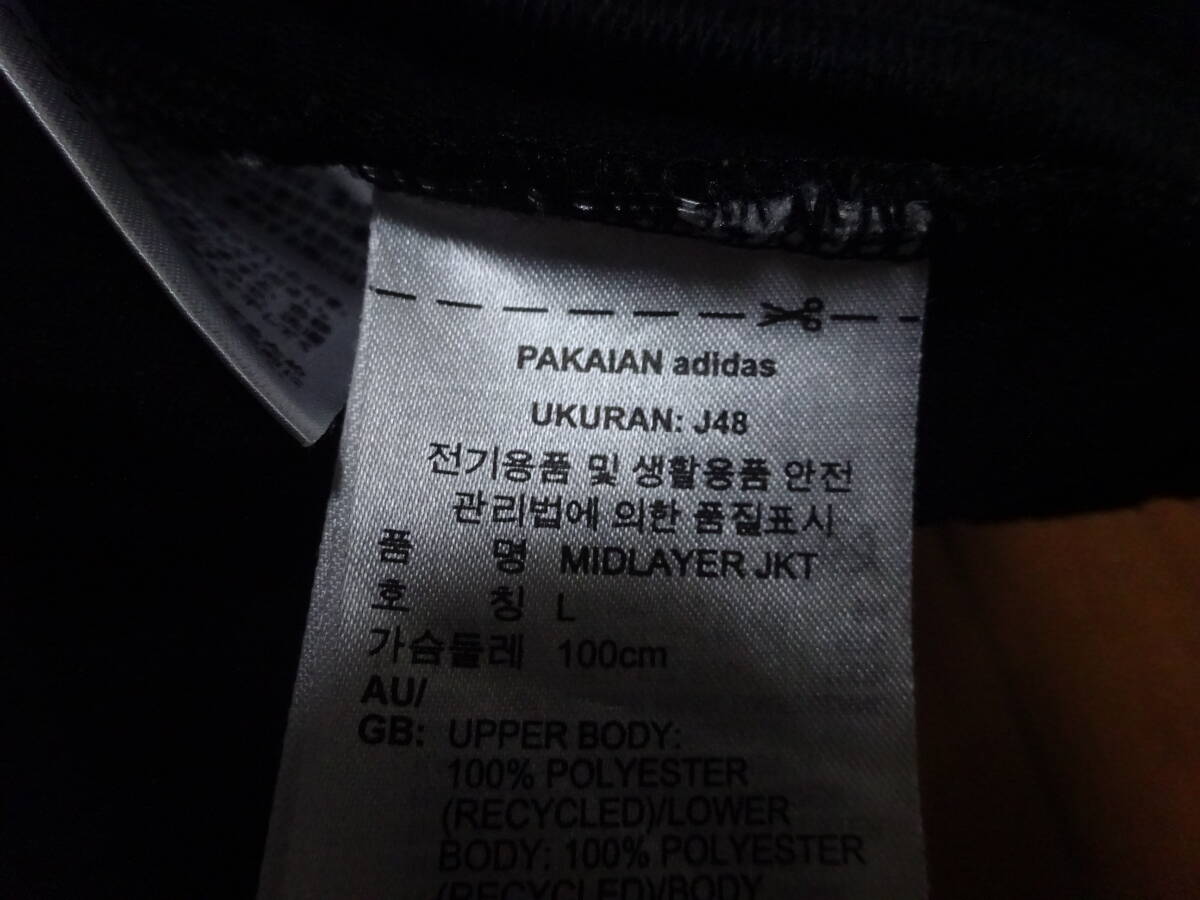 PAKAIAN adidas
UKURAN: J48
전기용품 및 생활용품 안전
관리법에 의한 품질표시
품 명 MIDLAYER JKT
호 칭 L
가슴둘레 100cm
AU/
GB: UPPER BODY:
100% POLYESTER
(RECYCLED)/LOWER
BODY: 100% POLYESTER
(RECYCLED)/BODY